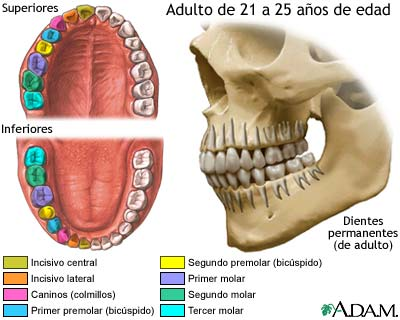 Superiores
Adulto de 21 a 25 años de edad
Inferiores
Dientes
permanentes
(de adulto)
Incisivo central
Incisivo lateral
Caninos (colmillos)
Primer premolar (bicúspido)
Segundo premolar (bicúspido)
Primer molar
Segundo molar
Tercer molar
ADAM.